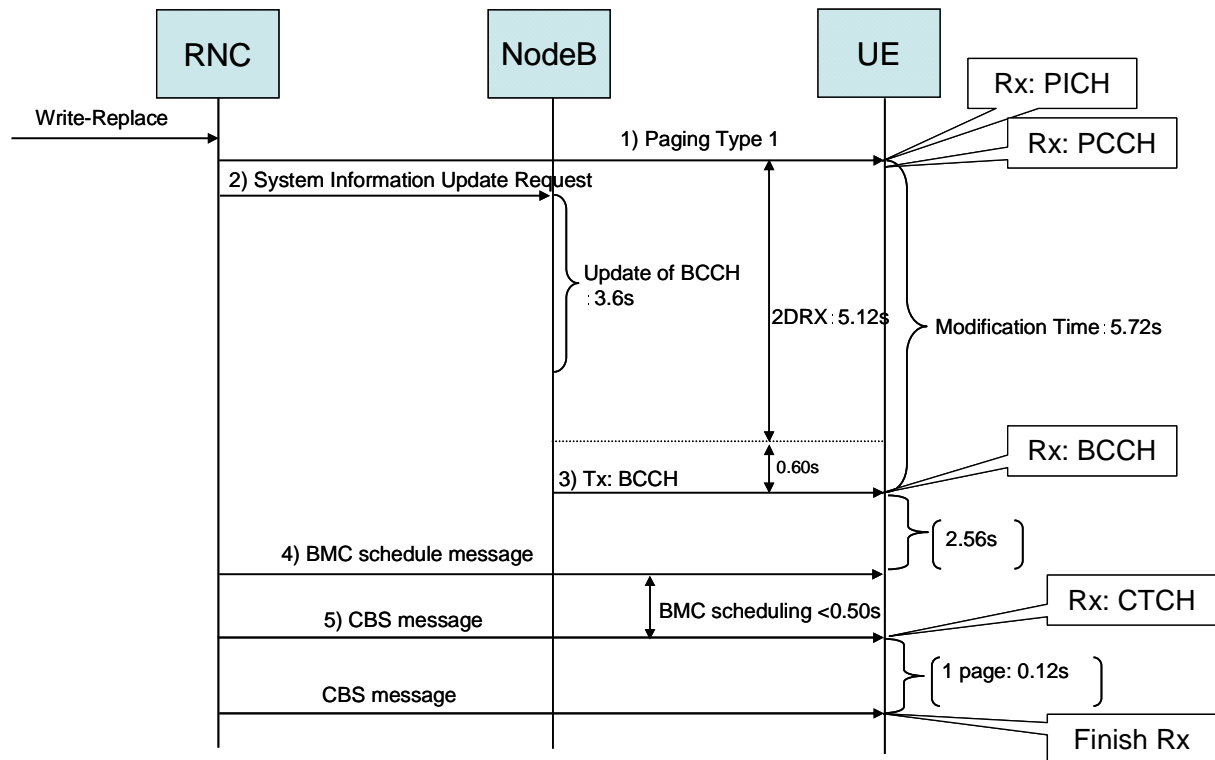 RNC
NodeB
UE
Rx: PICH
Write-Replace
1) Paging Type 1
Rx: PCCH
2) System Information Update Request
Update of BCCH
: 3.6s
2DRX : 5.12s
Modification Time : 5.72s
Rx: BCCH
0.60s
3) Tx: BCCH
2.56s
4) BMC schedule message
Rx: CTCH
BMC scheduling <0.50s
5) CBS message
1 page: 0.12s
CBS message
Finish Rx